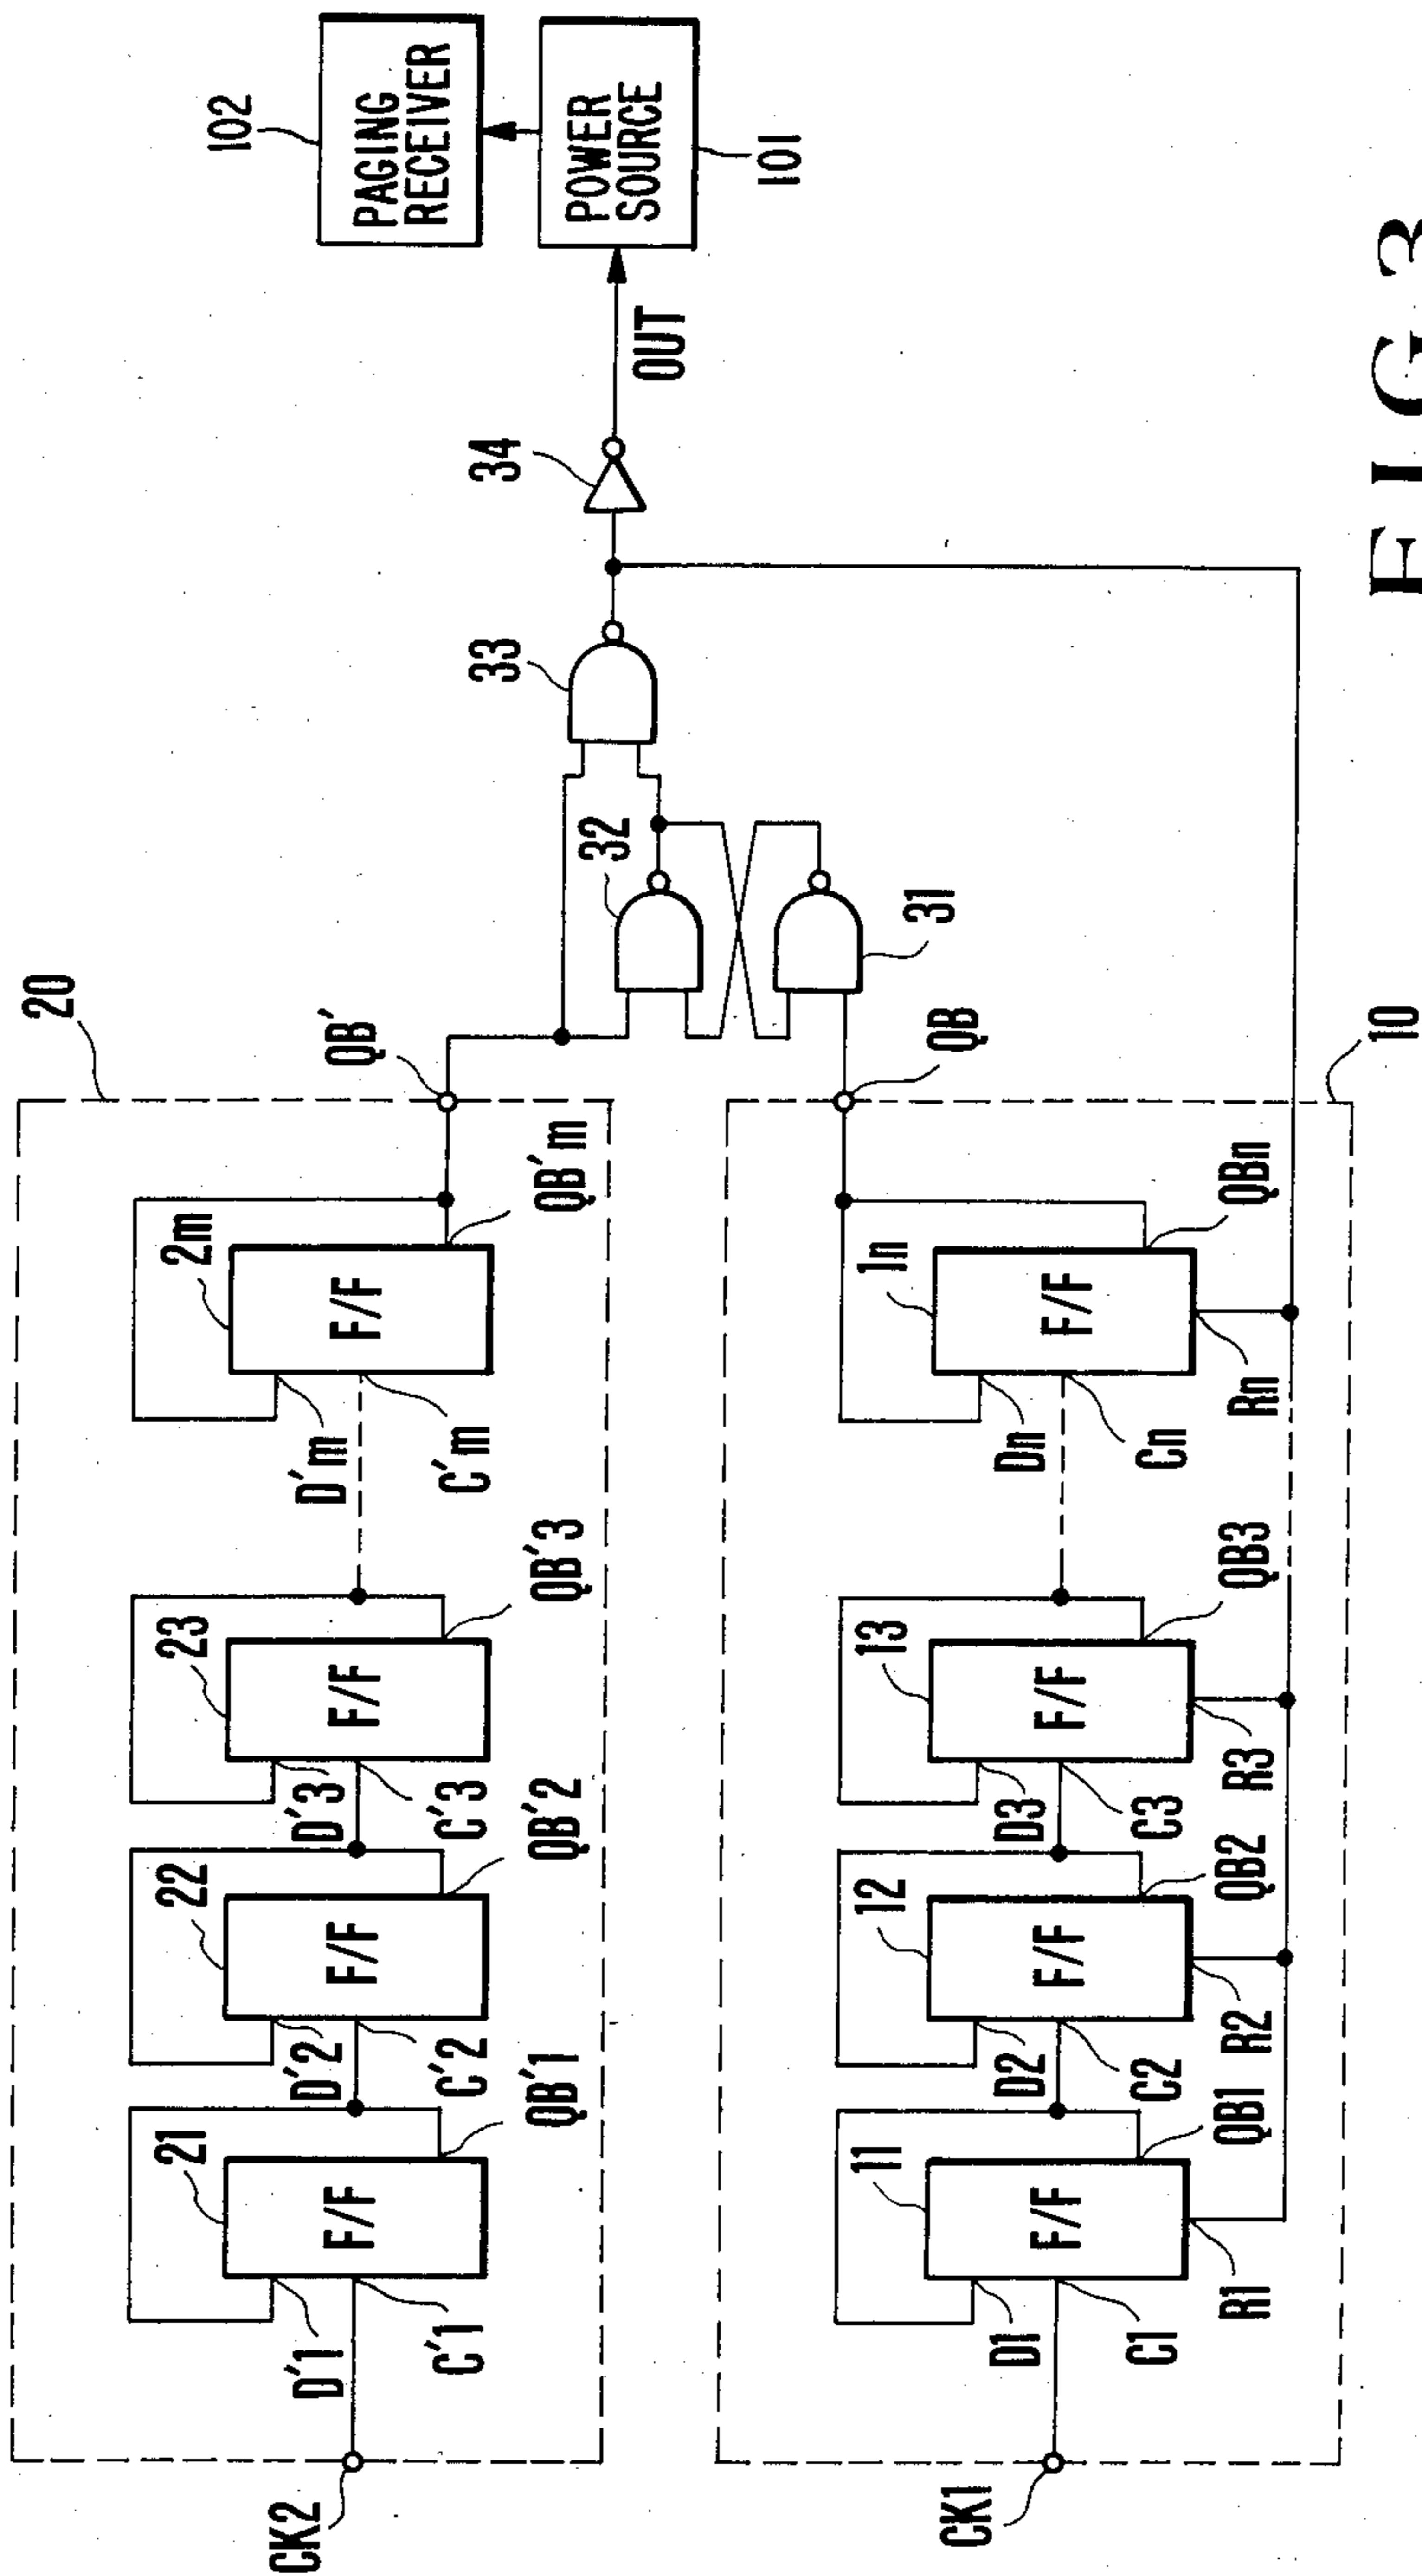 102
PAGING
RECEIVER
POWER
SOURCE
101
OUT
34
33
32
31
20
QB'
2m
F/F
QB'm
D'm
C'm
23
F/F
QB'3
D'3
C'3
22
F/F
QB'2
D'2
C'2
21
F/F
QB'1
D'1
C'1
CK2
10
QB
1n
F/F
QBn
Dn
Cn
Rn
13
F/F
QB3
D3
C3
R3
12
F/F
QB2
D2
C2
R2
11
F/F
QB1
D1
C1
R1
CK1
FIG.3